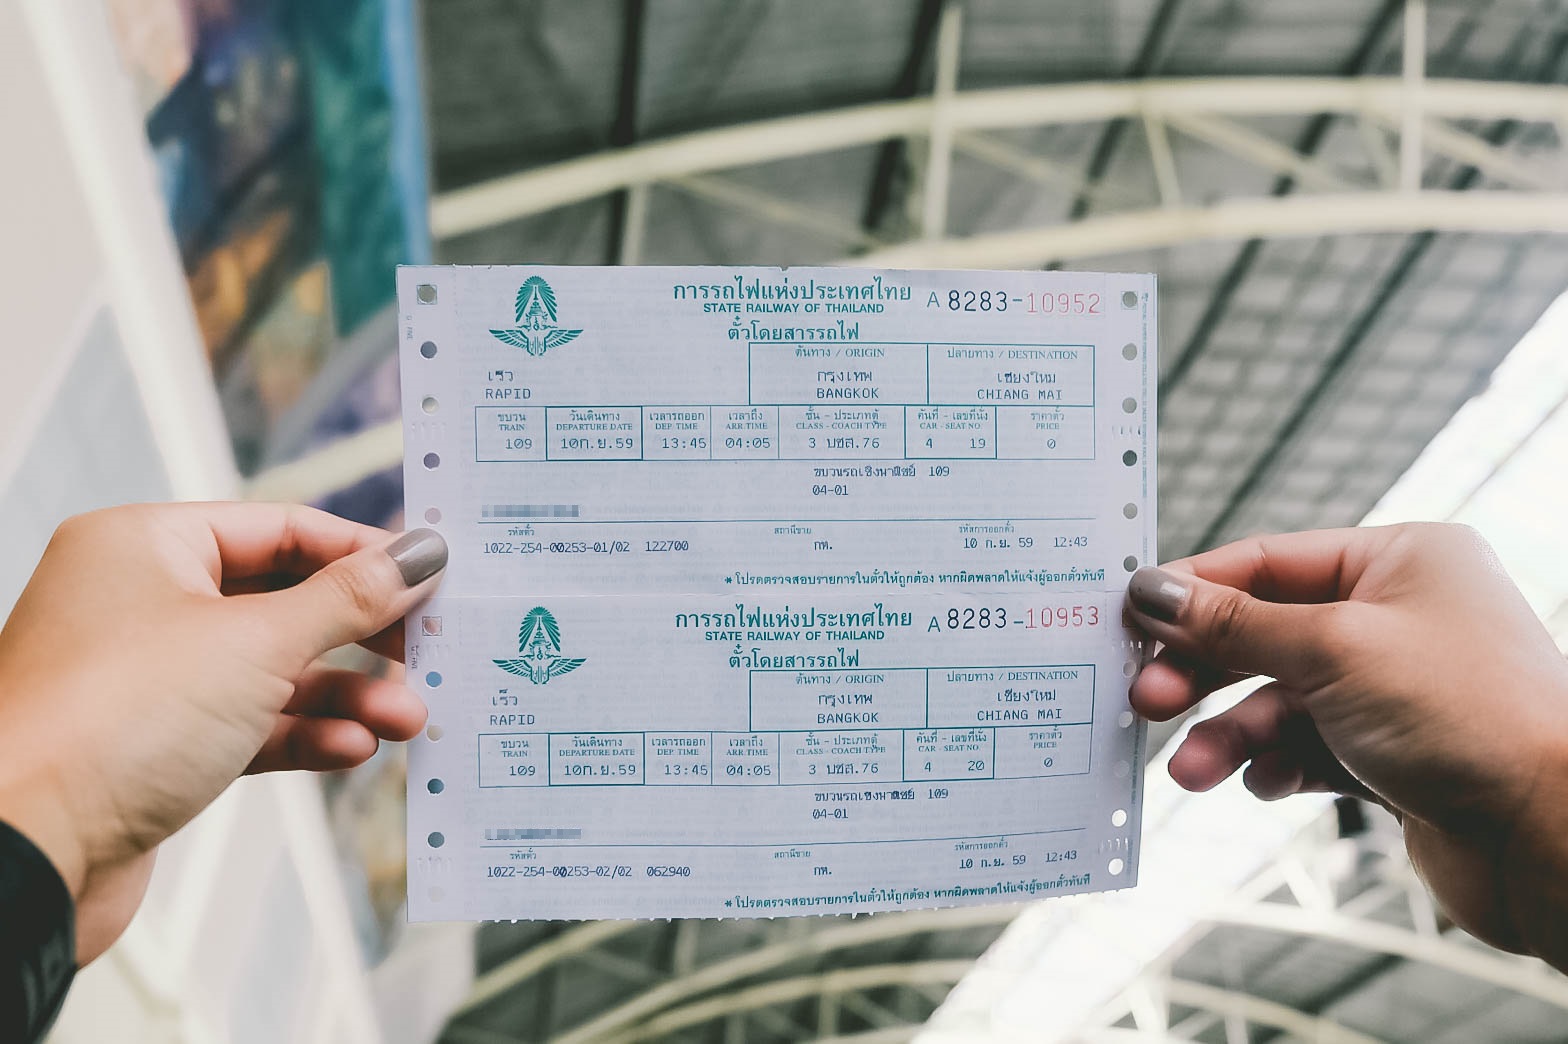 การรถไฟแห่งประเทศไทย A 8283-10952
STATE RAILWAY OF THAILAND
ตั๋วโดยสารรถไฟ
ต้นทาง / ORIGIN ปลายทาง / DESTINATION
เร็ว กรุงเทพ เชียงใหม่
RAPID BANGKOK CHIANG MAI
ขบวน วันเดินทาง เวลารถออก เวลาถึง ชั้น - ประเภทตู้ คันที่ - เลขที่นั่ง ราคาตั๋ว
TRAIN DEPARTURE DATE DEP. TIME ARR TIME CLASS - COACH TYPE CAR - SEAT NO. PRICE
109 10ก.ย.59 13:45 04:05 3 บชส.76 4 19 0
ขบวนรถเชิงพาณิชย์ 109
04-01
รหัสตั๋ว สถานีขาย รหัสการออกตั๋ว
1022-254-00253-01/02 122700 กท. 10 ก.ย. 59 12:43
* โปรดตรวจสอบรายการในตั๋วให้ถูกต้อง หากผิดพลาดให้แจ้งผู้ออกตั๋วทันที
การรถไฟแห่งประเทศไทย A 8283-10953
STATE RAILWAY OF THAILAND
ตั๋วโดยสารรถไฟ
ต้นทาง / ORIGIN ปลายทาง / DESTINATION
เร็ว กรุงเทพ เชียงใหม่
RAPID BANGKOK CHIANG MAI
ขบวน วันเดินทาง เวลารถออก เวลาถึง ชั้น - ประเภทตู้ คันที่ - เลขที่นั่ง ราคาตั๋ว
TRAIN DEPARTURE DATE DEP. TIME ARR TIME CLASS - COACH TYPE CAR - SEAT NO. PRICE
109 10ก.ย.59 13:45 04:05 3 บชส.76 4 20 0
ขบวนรถเชิงพาณิชย์ 109
04-01
รหัสตั๋ว สถานีขาย รหัสการออกตั๋ว
1022-254-00253-02/02 062940 กท. 10 ก.ย. 59 12:43
* โปรดตรวจสอบรายการในตั๋วให้ถูกต้อง หากผิดพลาดให้แจ้งผู้ออกตั๋วทันที